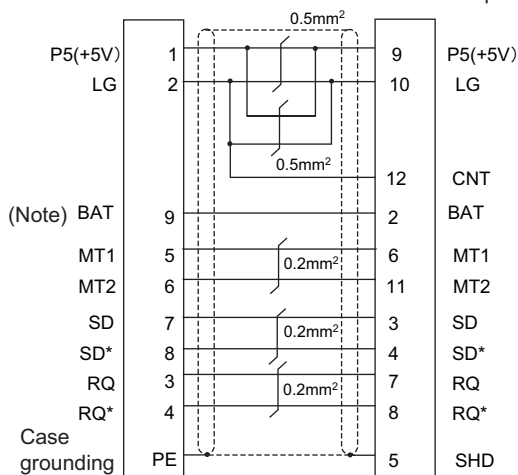 0.5mm²
P5(+5V) 1 9 P5(+5V)
LG 2 10 LG
0.5mm²
12 CNT
(Note) BAT 9 2 BAT
MT1 5 6 MT1
0.2mm²
MT2 6 11 MT2
SD 7 3 SD
0.2mm²
SD* 8 4 SD*
RQ 3 7 RQ
0.2mm²
RQ* 4 8 RQ*
Case
grounding PE 5 SHD